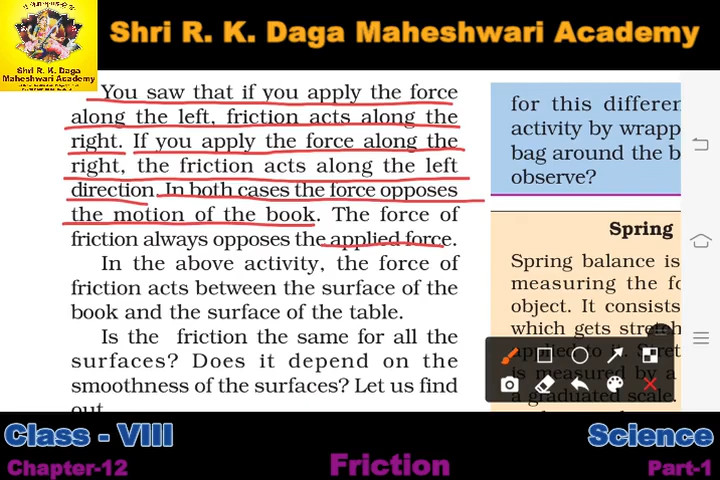 Shri R. K. Daga Maheshwari Academy
Shri R. K. Daga
Maheshwari Academy
You saw that if you apply the force
along the left, friction acts along the
right. If you apply the force along the
right, the friction acts along the left
direction. In both cases the force opposes
the motion of the book. The force of
friction always opposes the applied force.
In the above activity, the force of
friction acts between the surface of the
book and the surface of the table.
Is the friction the same for all the
surfaces? Does it depend on the
smoothness of the surfaces? Let us find
out.
for this differen
activity by wrapp
bag around the b
observe?
Spring
Spring balance is
measuring the fo
object. It consists
which gets stretch
applied to it. Stret
is measured by a
a graduated scale.
Class - VIII
Science
Chapter-12
Friction
Part-1